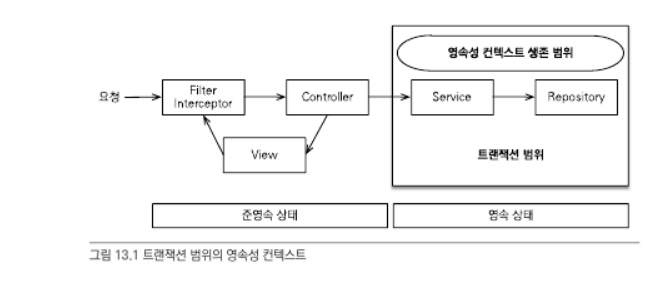 영속성 컨텍스트 생존 범위
요청
Filter
Interceptor
Controller
Service
Repository
View
트랜잭션 범위
준영속 상태
영속 상태
그림 13.1 트랜잭션 범위의 영속성 컨텍스트